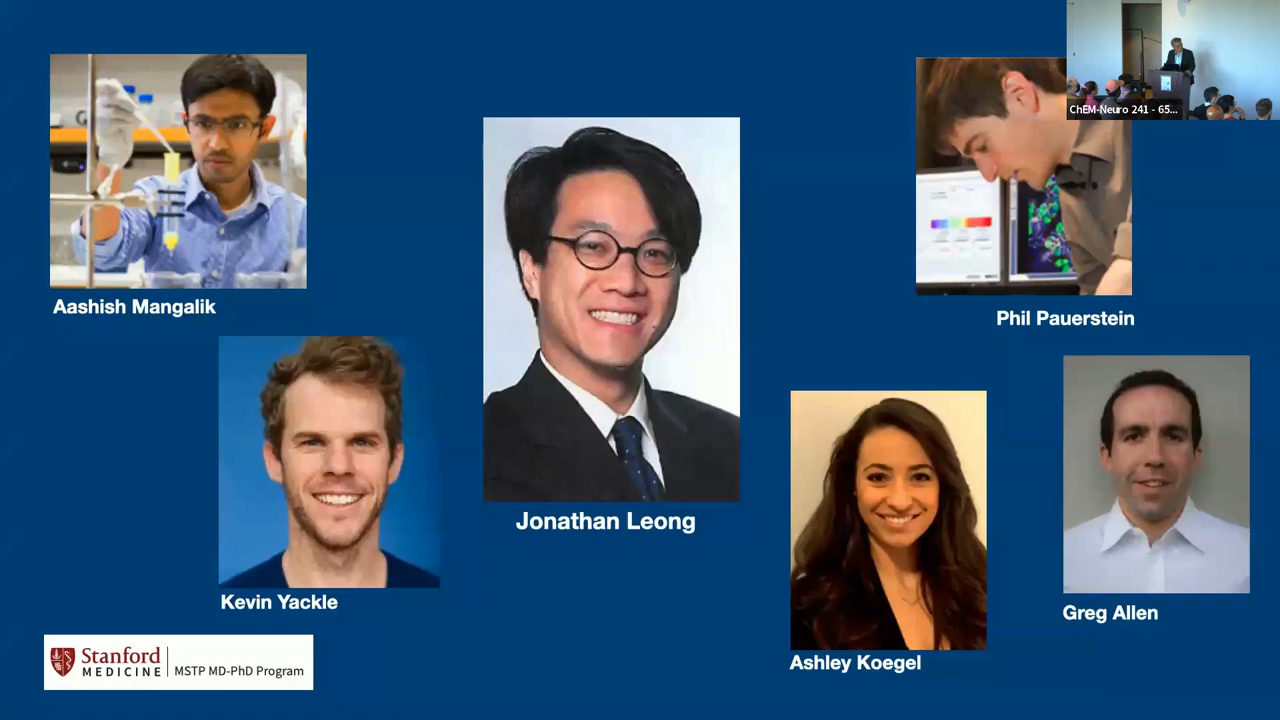 ChEM-Neuro 241 - 65...
Aashish Mangalik
Phil Pauerstein
Jonathan Leong
Kevin Yackle
Greg Allen
Ashley Koegel
Stanford
MEDICINE
MSTP MD-PhD Program